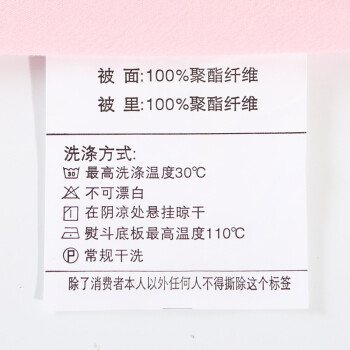 被 面:100%聚酯纤维
被 里:100%聚酯纤维
洗涤方式:
30 最高洗涤温度30℃
不可漂白
在阴凉处悬挂晾干
熨斗底板最高温度110℃
P 常规干洗
除了消费者本人以外任何人不得撕除这个标签